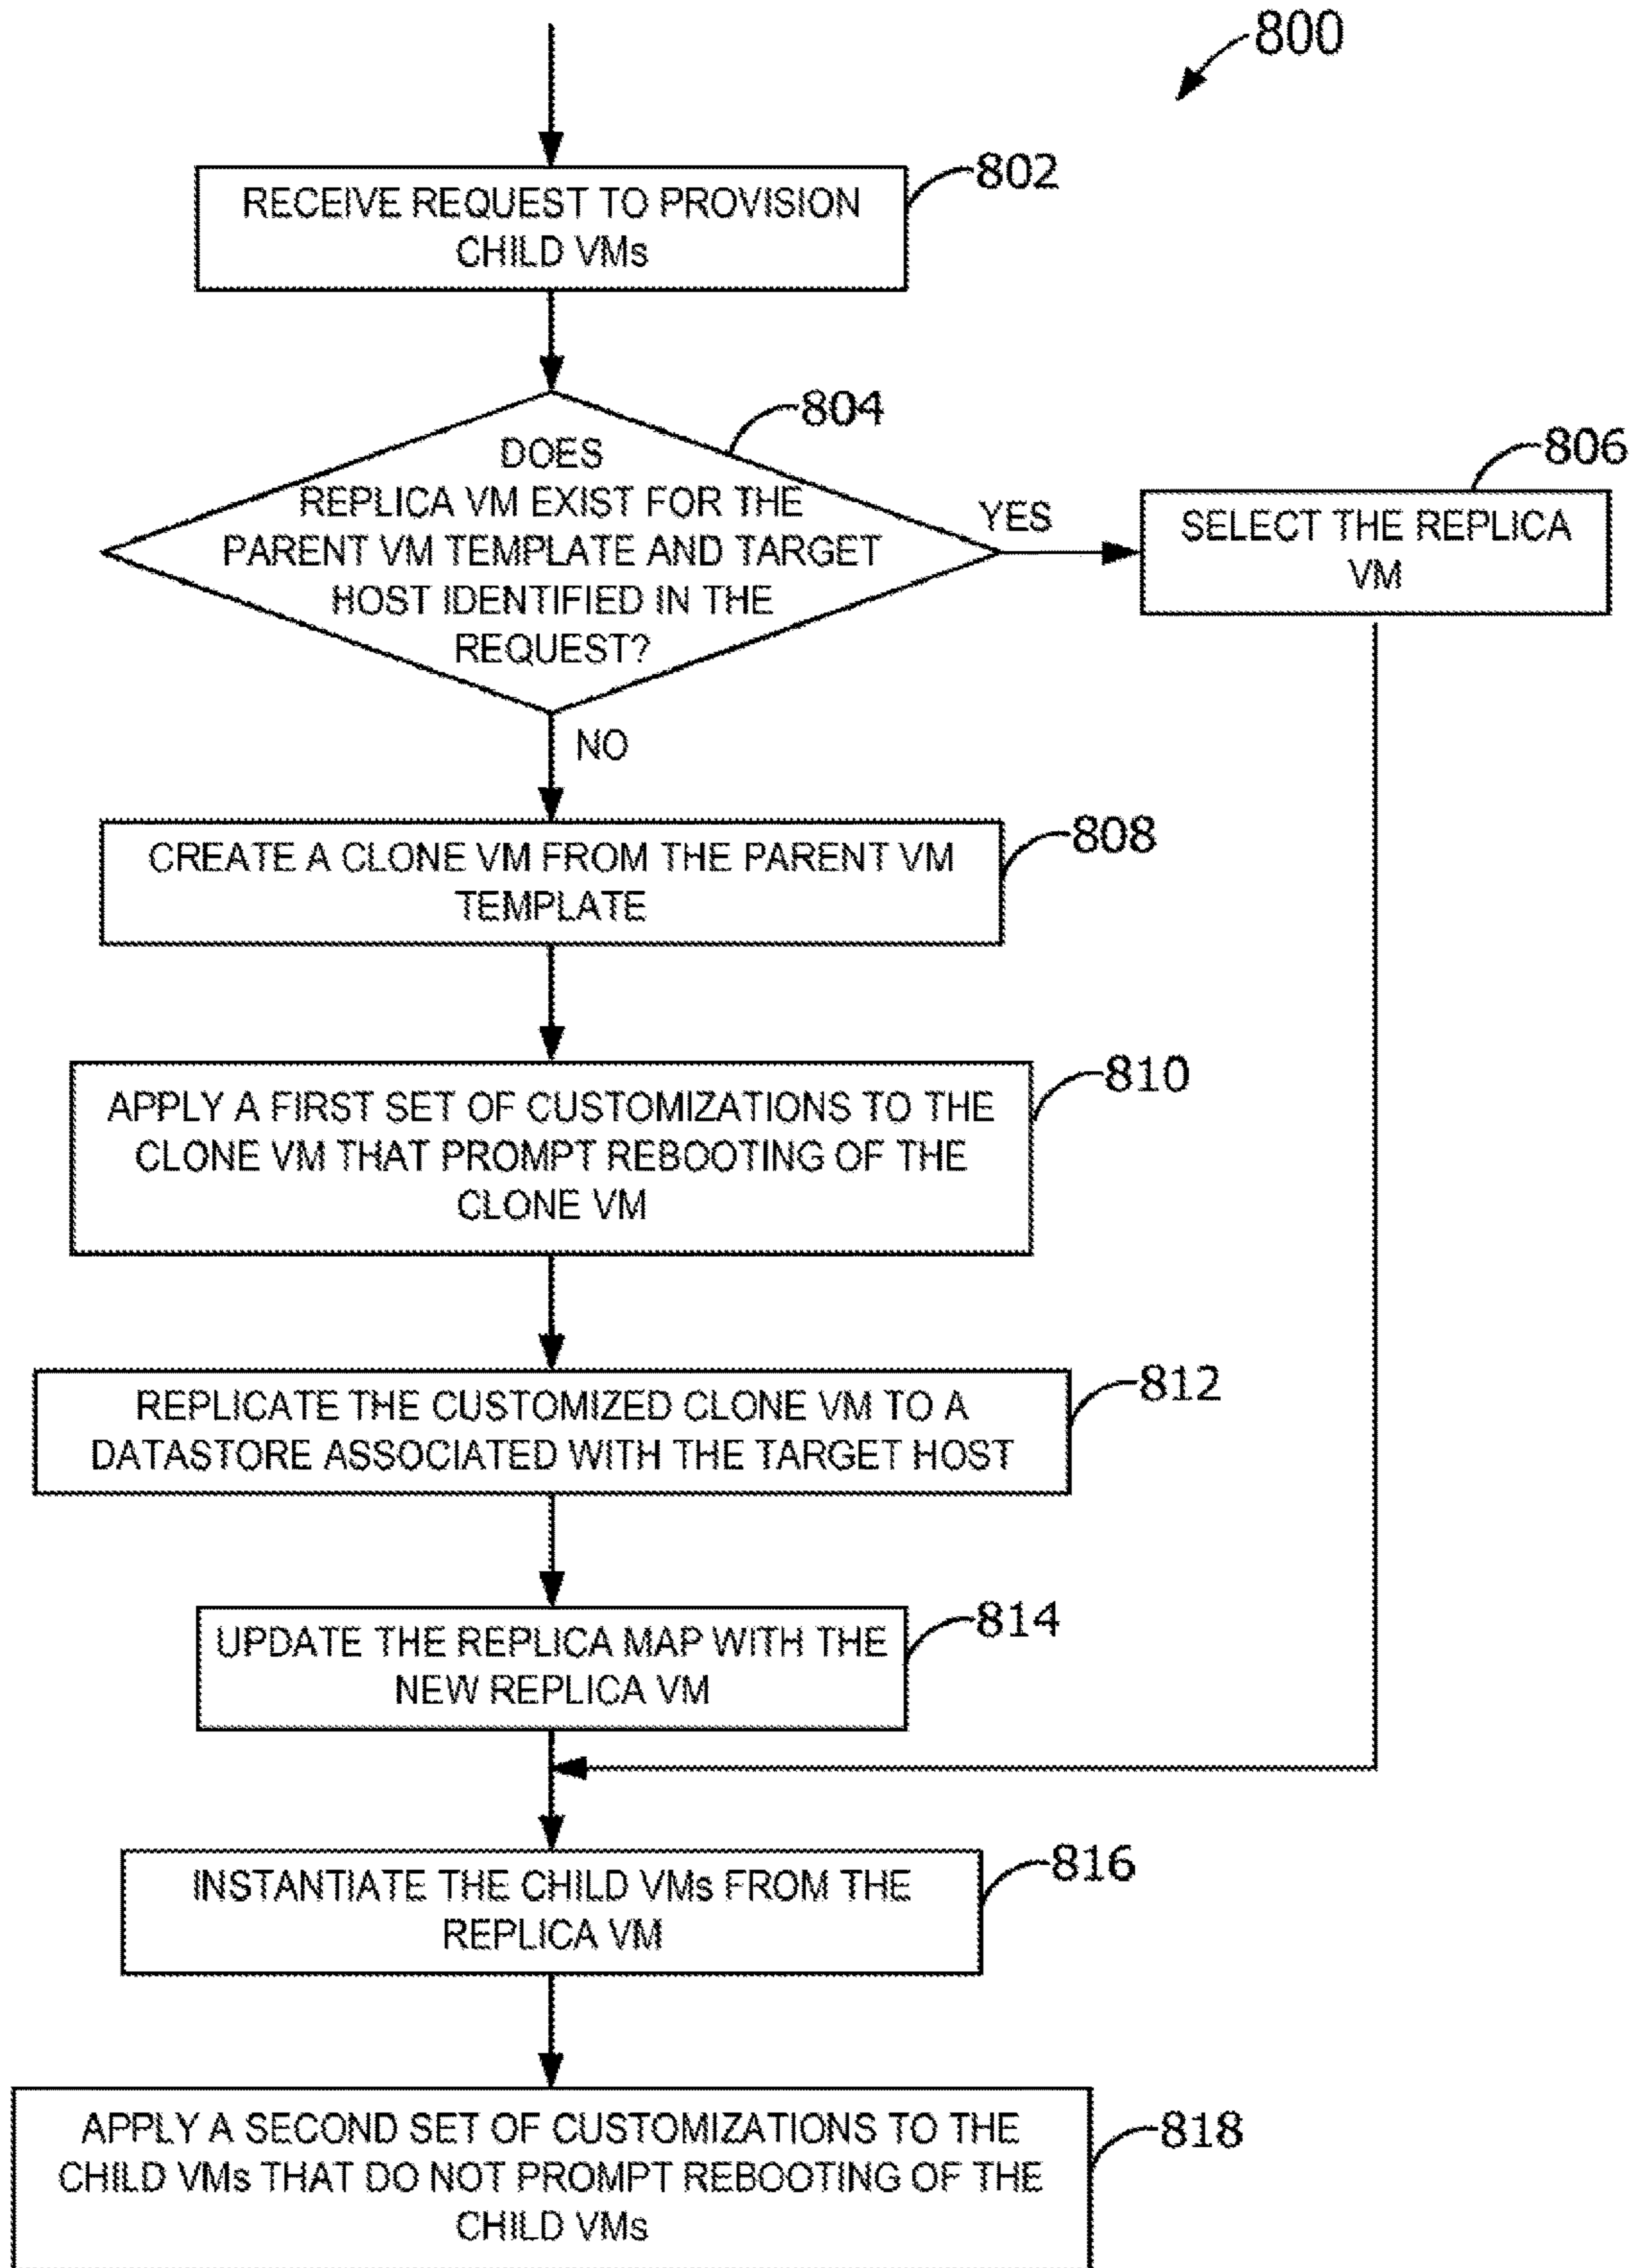 800
802
RECEIVE REQUEST TO PROVISION
CHILD VMs
804
DOES
REPLICA VM EXIST FOR THE
PARENT VM TEMPLATE AND TARGET
HOST IDENTIFIED IN THE
REQUEST?
YES
806
SELECT THE REPLICA
VM
NO
808
CREATE A CLONE VM FROM THE PARENT VM
TEMPLATE
810
APPLY A FIRST SET OF CUSTOMIZATIONS TO THE
CLONE VM THAT PROMPT REBOOTING OF THE
CLONE VM
812
REPLICATE THE CUSTOMIZED CLONE VM TO A
DATASTORE ASSOCIATED WITH THE TARGET HOST
814
UPDATE THE REPLICA MAP WITH THE
NEW REPLICA VM
816
INSTANTIATE THE CHILD VMs FROM THE
REPLICA VM
818
APPLY A SECOND SET OF CUSTOMIZATIONS TO THE
CHILD VMs THAT DO NOT PROMPT REBOOTING OF THE
CHILD VMs